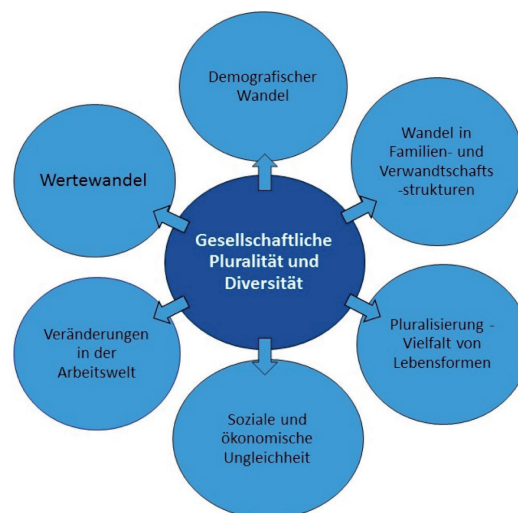 Demografischer
Wandel
Wandel in
Familien- und
Verwandtschafts
-strukturen
Wertewandel
Gesellschaftliche
Pluralität und
Diversität
Pluralisierung -
Vielfalt von
Lebensformen
Veränderungen
in der
Arbeitswelt
Soziale und
ökonomische
Ungleichheit